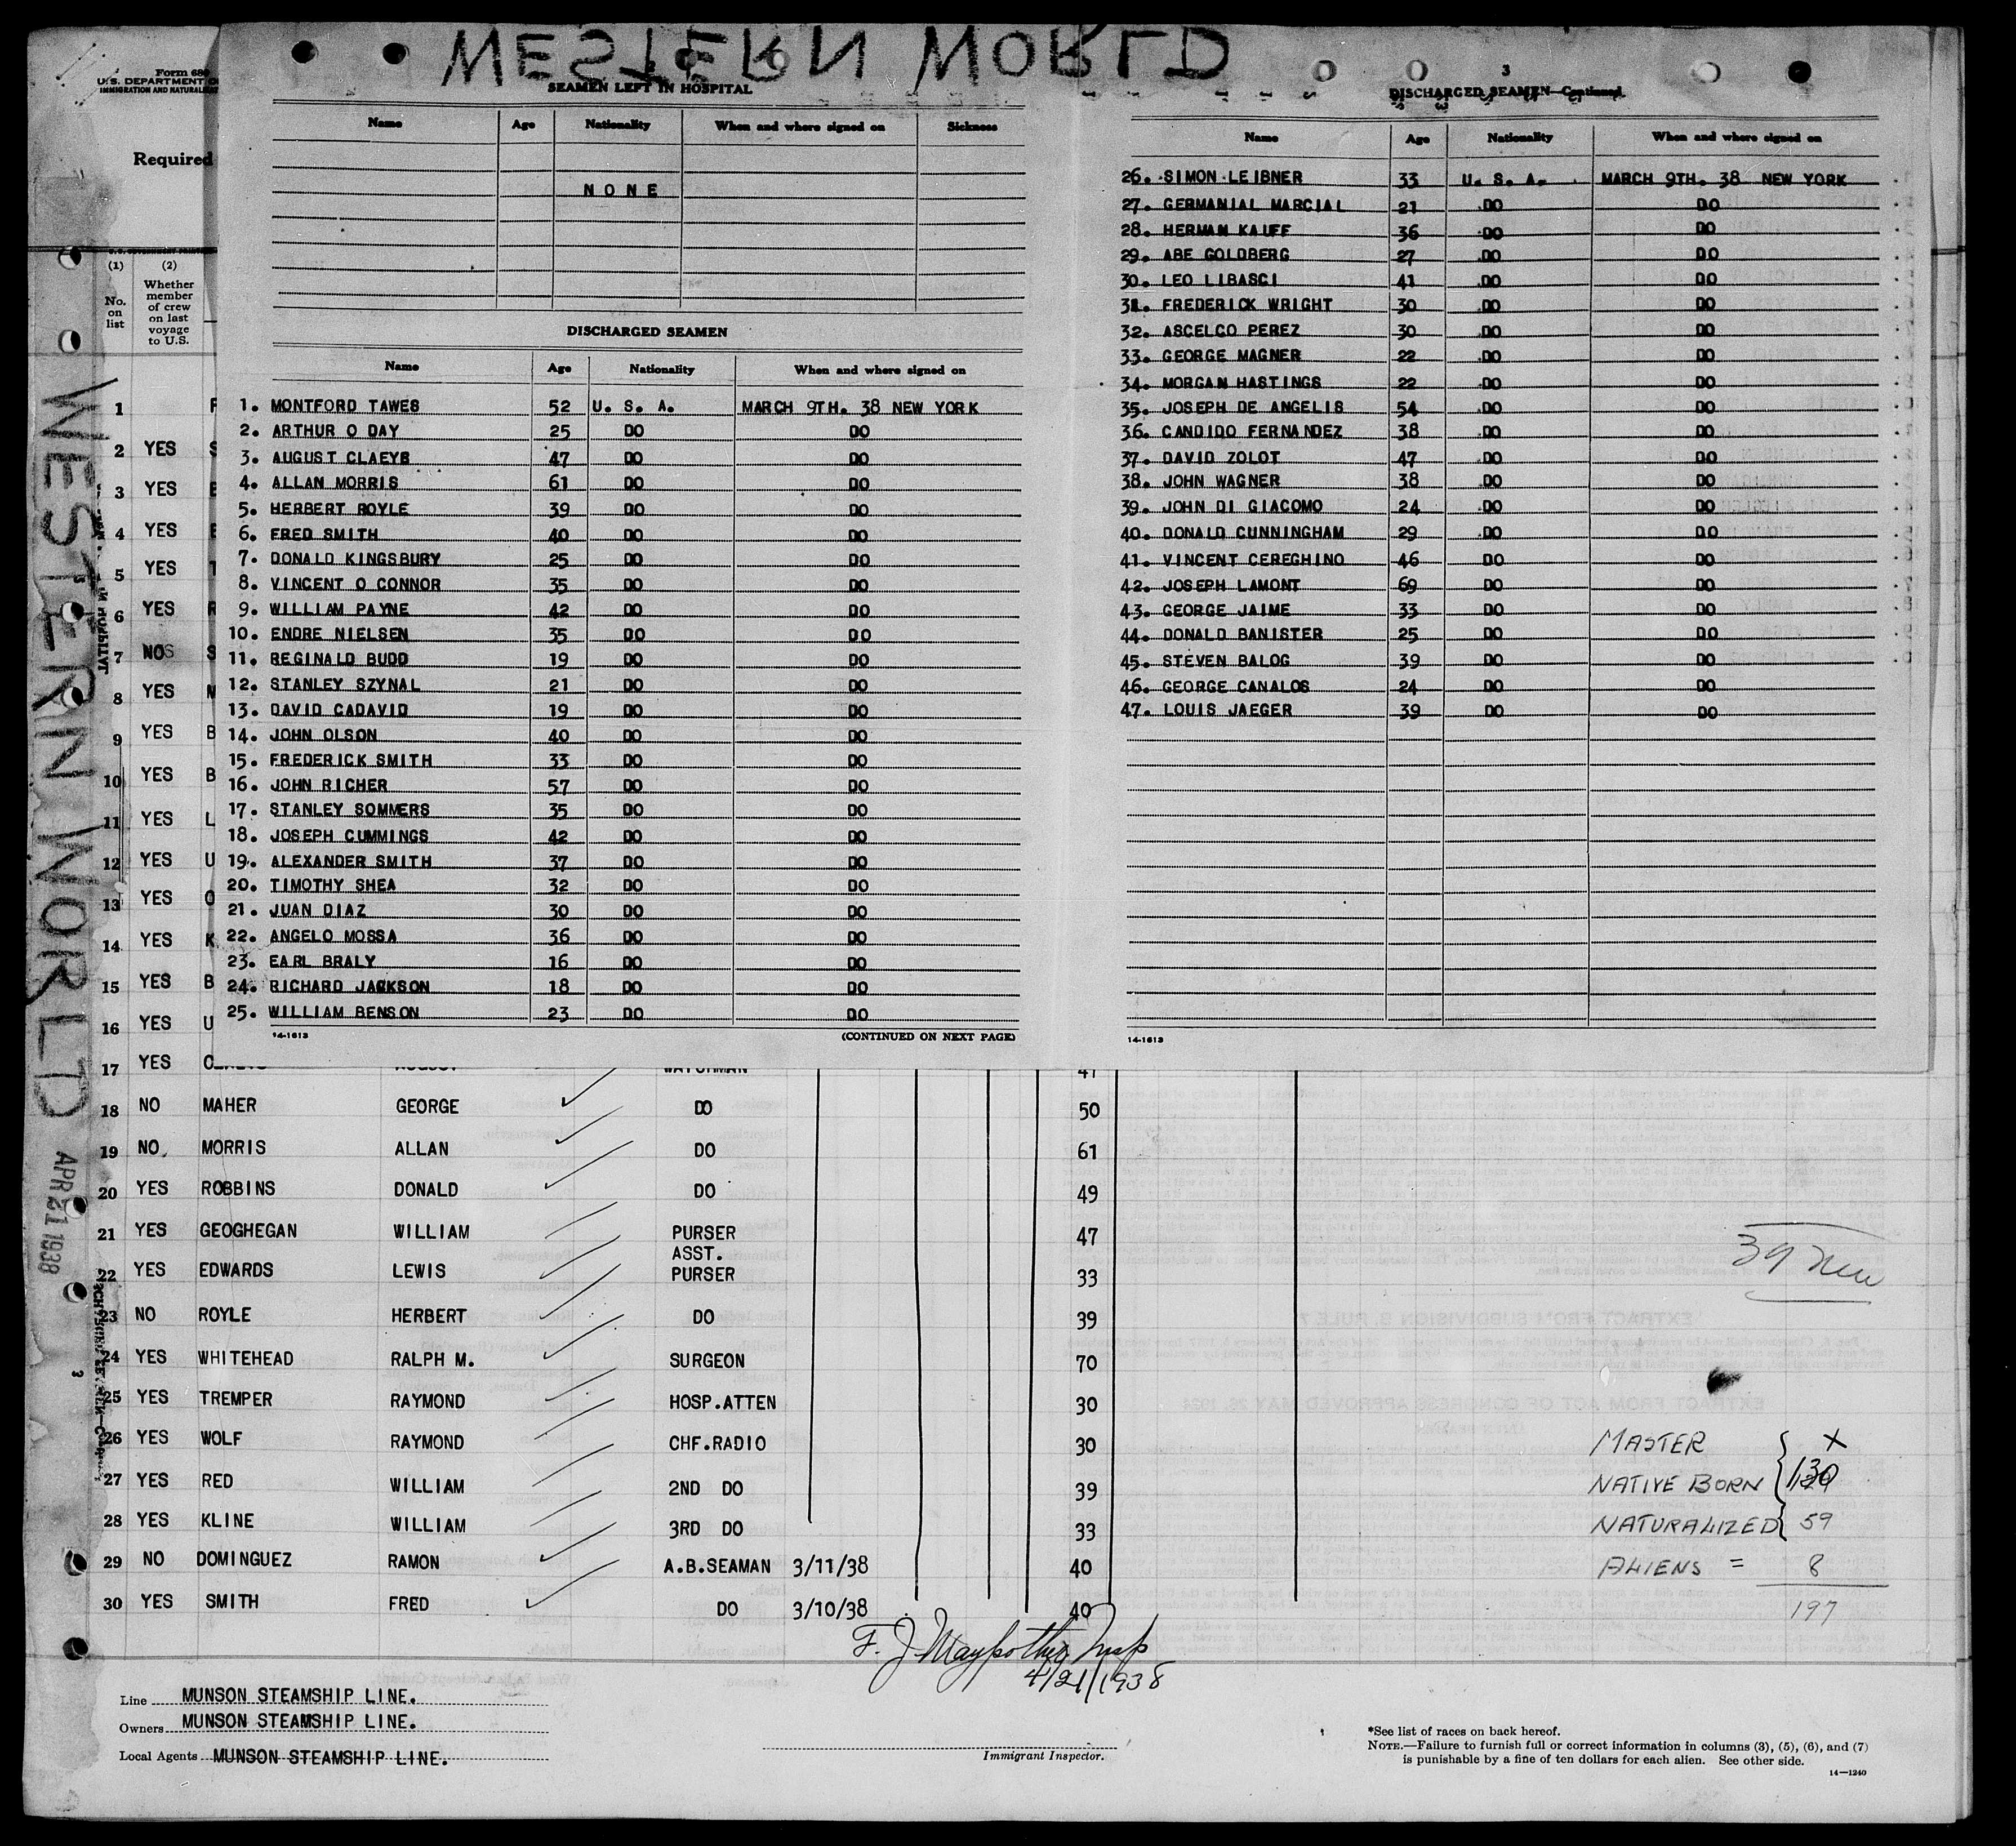 WESTERN WORLD
Form 680
U.S. DEPARTMENT O
IMMIGRATION AND NATURALIZ
Required
(1)
No. on list
(2)
Whether member of crew on last voyage to U.S.
SEAMEN LEFT IN HOSPITAL
Name Age Nationality When and where signed on Sickness
NONE
DISCHARGED SEAMEN
Name Age Nationality When and where signed on
1. MONTFORD TAWES 52 U. S. A. MARCH 9TH. 38 NEW YORK
2. ARTHUR O DAY 25 DO DO
3. AUGUST CLAEYS 47 DO DO
4. ALLAN MORRIS 61 DO DO
5. HERBERT ROYLE 39 DO DO
6. FRED SMITH 40 DO DO
7. DONALD KINGSBURY 25 DO DO
8. VINCENT O CONNOR 35 DO DO
9. WILLIAM PAYNE 42 DO DO
10. ENDRE NIELSEN 35 DO DO
11. REGINALD BUDD 19 DO DO
12. STANLEY SZYNAL 21 DO DO
13. DAVID CADAVID 19 DO DO
14. JOHN OLSON 40 DO DO
15. FREDERICK SMITH 33 DO DO
16. JOHN RICHER 57 DO DO
17. STANLEY SOMMERS 35 DO DO
18. JOSEPH CUMMINGS 42 DO DO
19. ALEXANDER SMITH 37 DO DO
20. TIMOTHY SHEA 32 DO DO
21. JUAN DIAZ 30 DO DO
22. ANGELO MOSSA 36 DO DO
23. EARL BRALY 16 DO DO
24. RICHARD JACKSON 18 DO DO
25. WILLIAM BENSON 23 DO DO
14-1613 (CONTINUED ON NEXT PAGE)
3
DISCHARGED SEAMEN—Continued
Name Age Nationality When and where signed on
26. SIMON LEIBNER 33 U. S. A. MARCH 9TH. 38 NEW YORK
27. GERMANIAL MARCIAL 21 DO DO
28. HERMAN KAUFF 36 DO DO
29. ABE GOLDBERG 27 DO DO
30. LEO LIBASCI 41 DO DO
31. FREDERICK WRIGHT 30 DO DO
32. ASCELCO PEREZ 30 DO DO
33. GEORGE MAGNER 22 DO DO
34. MORGAN HASTINGS 22 DO DO
35. JOSEPH DE ANGELIS 54 DO DO
36. CANDIDO FERNANDEZ 38 DO DO
37. DAVID ZOLOT 47 DO DO
38. JOHN WAGNER 38 DO DO
39. JOHN DI GIACOMO 24 DO DO
40. DONALD CUNNINGHAM 29 DO DO
41. VINCENT CEREGHINO 46 DO DO
42. JOSEPH LAMONT 69 DO DO
43. GEORGE JAIME 33 DO DO
44. DONALD BANISTER 25 DO DO
45. STEVEN BALOG 39 DO DO
46. GEORGE CANALOS 24 DO DO
47. LOUIS JAEGER 39 DO DO
14-1613
WESTERN WORLD
APR 21 1938
1 F
2 YES S
3 YES E
4 YES E
5 YES T
6 YES R
7 NO S
8 YES M
9 YES B
10 YES B
11 YES L
12 YES U
13 YES O
14 YES K
15 YES B
16 YES U
17 YES C AUGUST WATCHMAN 47
18 NO MAHER GEORGE DO 50
19 NO MORRIS ALLAN DO 61
20 YES ROBBINS DONALD DO 49
21 YES GEOGHEGAN WILLIAM PURSER 47
22 YES EDWARDS LEWIS ASST. PURSER 33
23 NO ROYLE HERBERT DO 39
24 YES WHITEHEAD RALPH M. SURGEON 70
25 YES TREMPER RAYMOND HOSP.ATTEN 30
26 YES WOLF RAYMOND CHF.RADIO 30
27 YES RED WILLIAM 2ND DO 39
28 YES KLINE WILLIAM 3RD DO 33
29 NO DOMINGUEZ RAMON A.B.SEAMAN 3/11/38 40
30 YES SMITH FRED DO 3/10/38 40
39 New
MASTER X
NATIVE BORN 130
NATURALIZED 59
ALIENS = 8
197
4/21/1938
Line MUNSON STEAMSHIP LINE.
Owners MUNSON STEAMSHIP LINE.
Local Agents MUNSON STEAMSHIP LINE.
Immigrant Inspector.
*See list of races on back hereof.
NOTE.—Failure to furnish full or correct information in columns (3), (5), (6), and (7)
is punishable by a fine of ten dollars for each alien. See other side.
14—1240